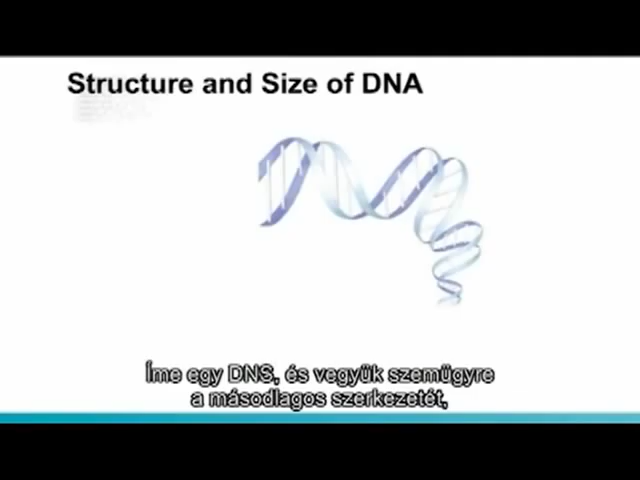 Structure and Size of DNA
Íme egy DNS, és vegyük szemügyre
a másodlagos szerkezetét,